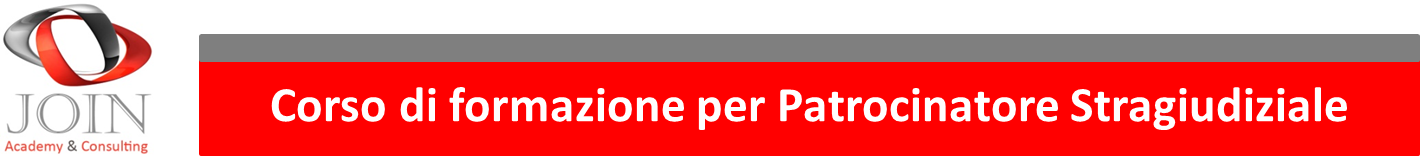 JOIN
Academy & Consulting
Corso di formazione per Patrocinatore Stragiudiziale